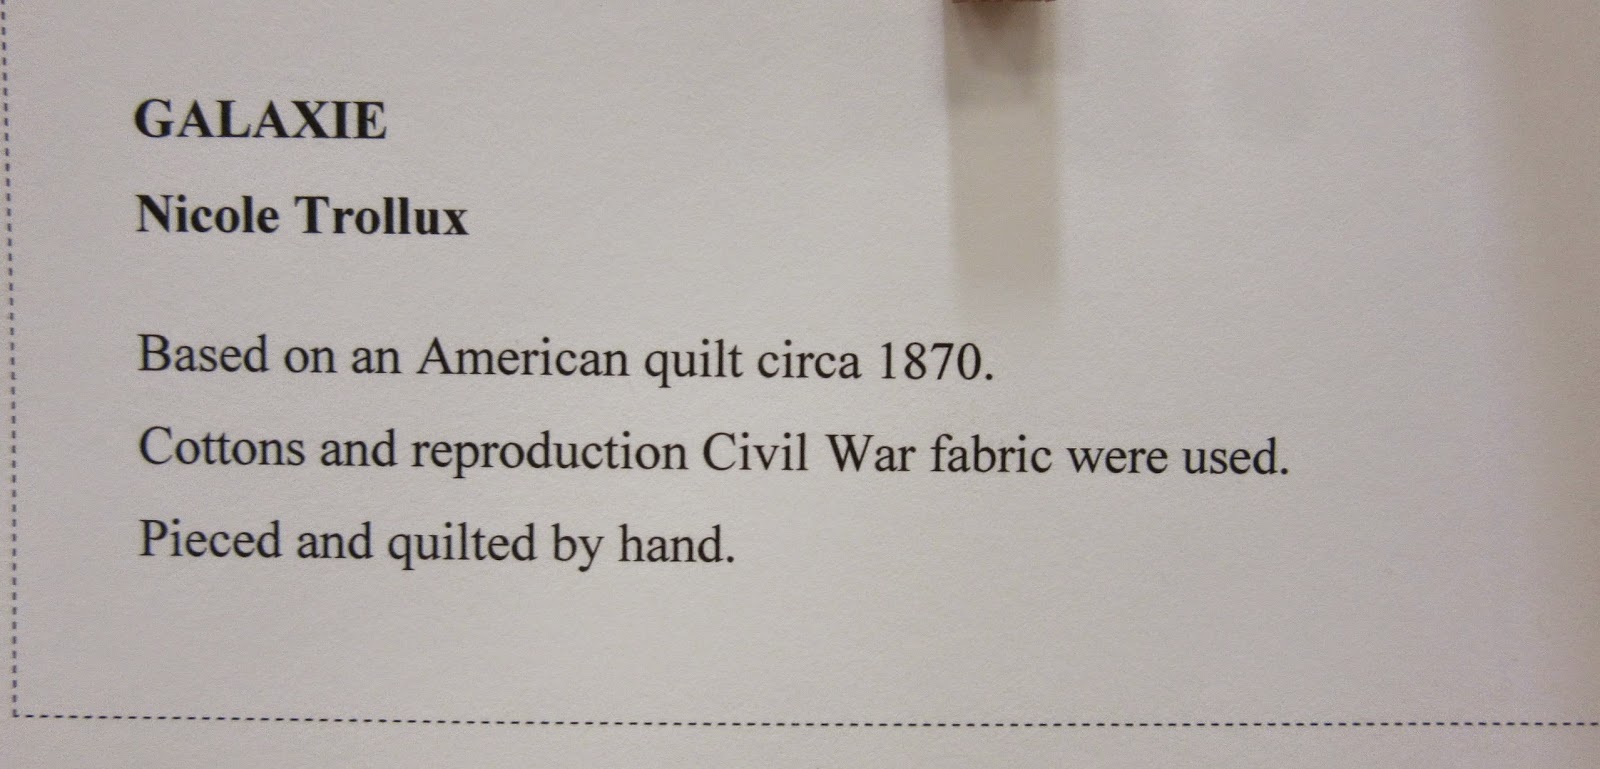 GALAXIE
Nicole Trollux
Based on an American quilt circa 1870.
Cottons and reproduction Civil War fabric were used.
Pieced and quilted by hand.